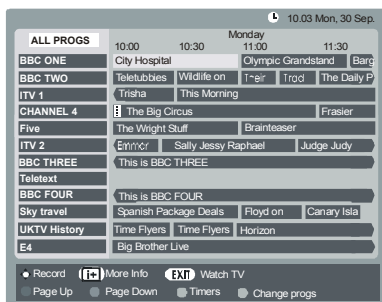 10.03 Mon, 30 Sep.
ALL PROGS
Monday
10:00 10:30 11:00 11:30
BBC ONE City Hospital Olympic Grandstand Barg
BBC TWO Teletubbies Wildlife on Their Trad The Daily P
ITV 1 Trisha This Morning
CHANNEL 4 The Big Circus Frasier
Five The Wright Stuff Brainteaser
ITV 2 Sally Jessy Raphael Judge Judy
BBC THREE This is BBC THREE
Teletext
BBC FOUR This is BBC FOUR
Sky travel Spanish Package Deals Floyd on Canary Isla
UKTV History Time Flyers Time Flyers Horizon
E4 Big Brother Live
Record i+ More Info EXIT Watch TV
Page Up Page Down Timers Change progs